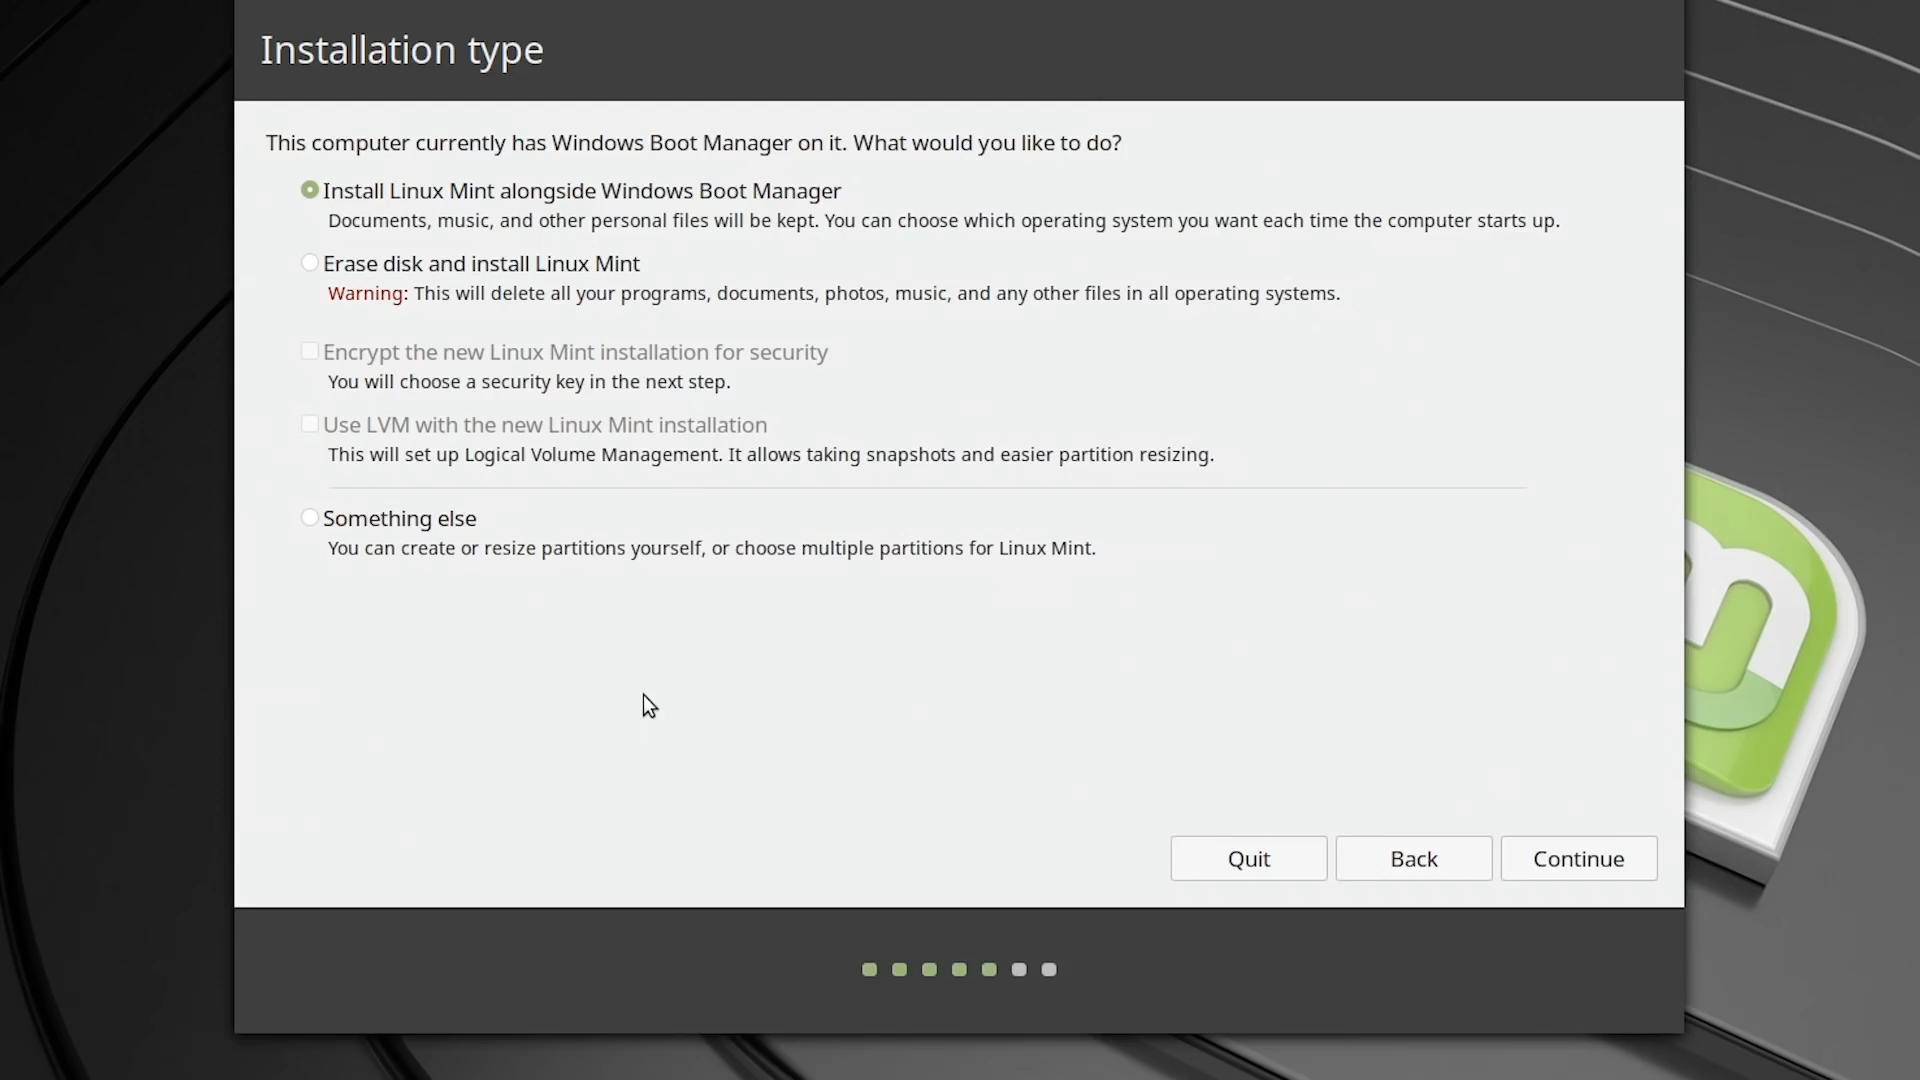 Installation type
This computer currently has Windows Boot Manager on it. What would you like to do?
Install Linux Mint alongside Windows Boot Manager
Documents, music, and other personal files will be kept. You can choose which operating system you want each time the computer starts up.
Erase disk and install Linux Mint
Warning: This will delete all your programs, documents, photos, music, and any other files in all operating systems.
Encrypt the new Linux Mint installation for security
You will choose a security key in the next step.
Use LVM with the new Linux Mint installation
This will set up Logical Volume Management. It allows taking snapshots and easier partition resizing.
Something else
You can create or resize partitions yourself, or choose multiple partitions for Linux Mint.
Quit
Back
Continue